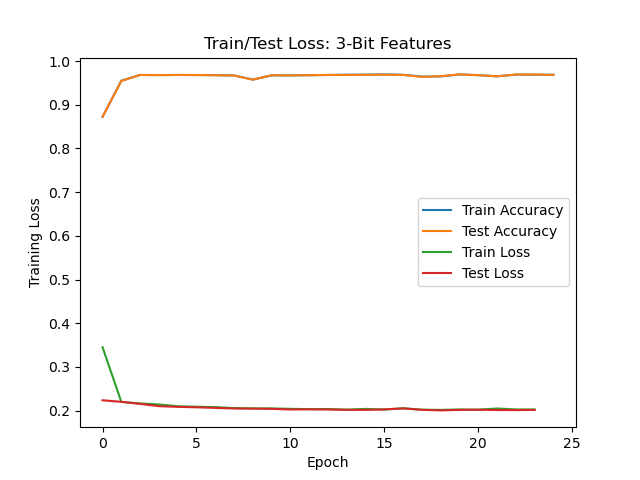 Train/Test Loss: 3-Bit Features
1.0
0.9
0.8
0.7
0.6
0.5
0.4
0.3
0.2
Training Loss
Train Accuracy
Test Accuracy
Train Loss
Test Loss
0 5 10 15 20 25
Epoch